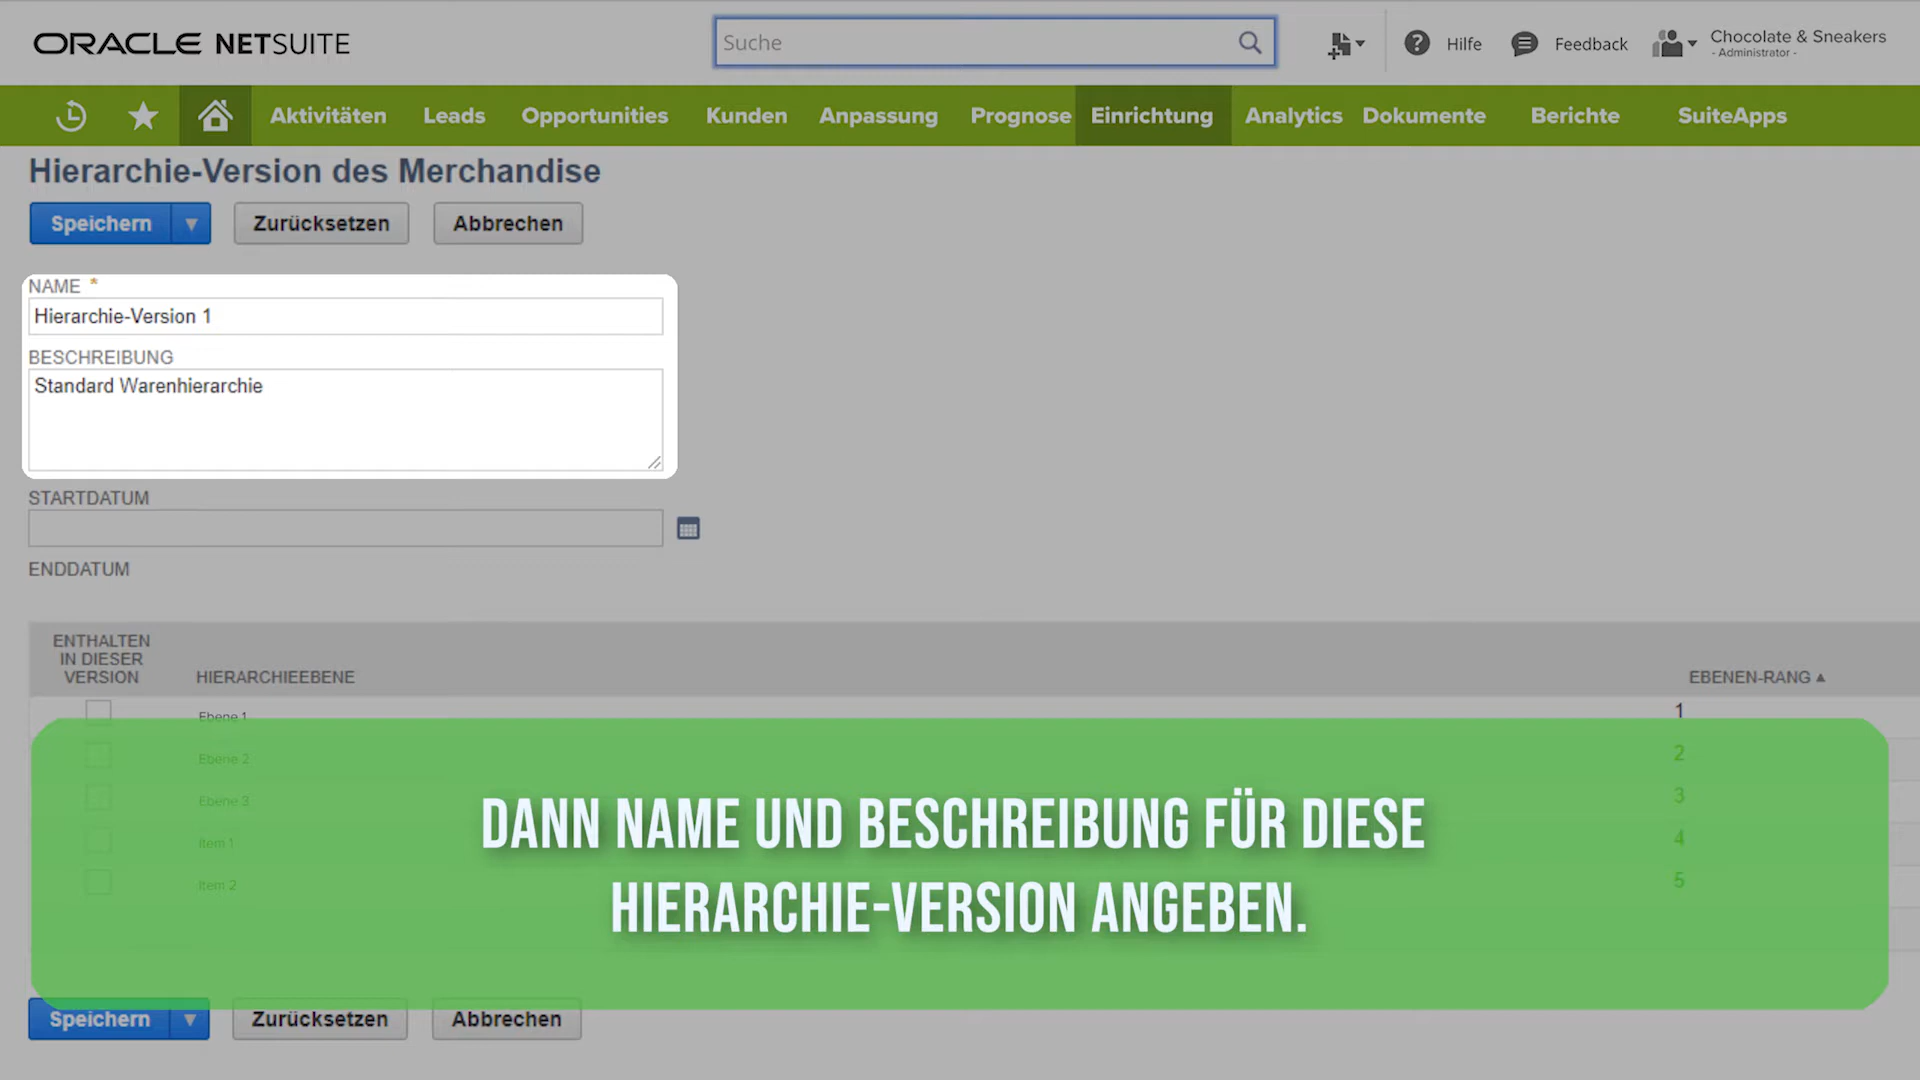 ORACLE NETSUITE
Suche
Hilfe
Feedback
Chocolate & Sneakers
- Administrator -
Aktivitäten Leads Opportunities Kunden Anpassung Prognose Einrichtung Analytics Dokumente Berichte SuiteApps
Hierarchie-Version des Merchandise
Speichern Zurücksetzen Abbrechen
NAME *
Hierarchie-Version 1
BESCHREIBUNG
Standard Warenhierarchie
STARTDATUM
ENDDATUM
ENTHALTEN
IN DIESER
VERSION
HIERARCHIEEBENE
EBENEN-RANG
Ebene 1 1
Ebene 2 2
Ebene 3 3
Item 1 4
Item 2 5
DANN NAME UND BESCHREIBUNG FÜR DIESE
HIERARCHIE-VERSION ANGEBEN.
Speichern Zurücksetzen Abbrechen